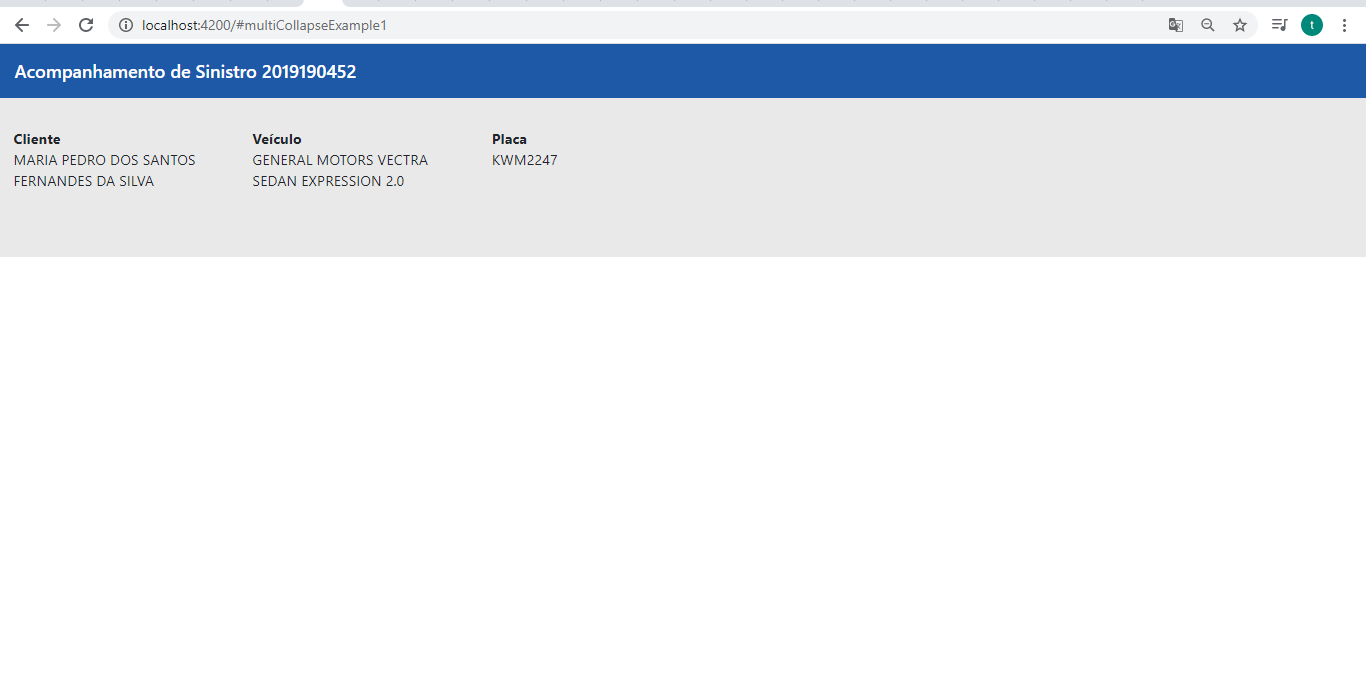 localhost:4200/#multiCollapseExample1
t
Acompanhamento de Sinistro 2019190452
Cliente
MARIA PEDRO DOS SANTOS
FERNANDES DA SILVA
Veículo
GENERAL MOTORS VECTRA
SEDAN EXPRESSION 2.0
Placa
KWM2247